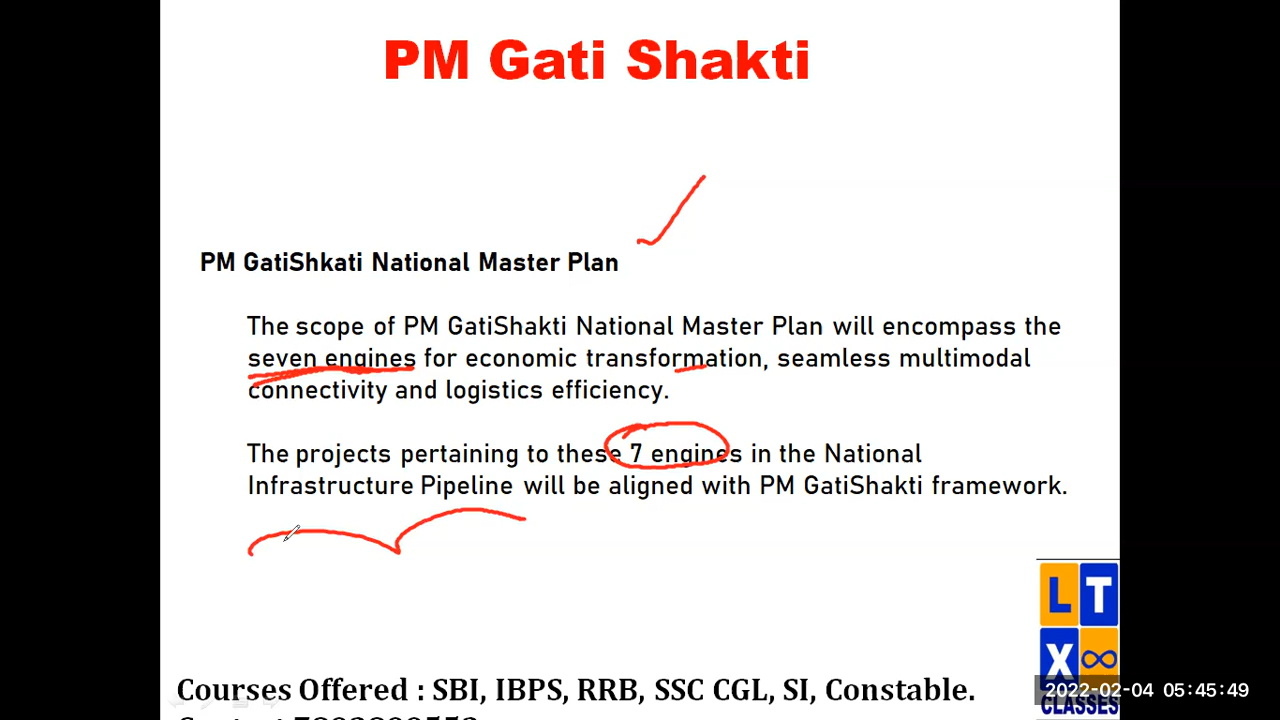 PM Gati Shakti
PM GatiShkati National Master Plan
The scope of PM GatiShakti National Master Plan will encompass the
seven engines for economic transformation, seamless multimodal
connectivity and logistics efficiency.
The projects pertaining to these 7 engines in the National
Infrastructure Pipeline will be aligned with PM GatiShakti framework.
L T
X ∞
CLASSES
Courses Offered : SBI, IBPS, RRB, SSC CGL, SI, Constable.
2022-02-04 05:45:49